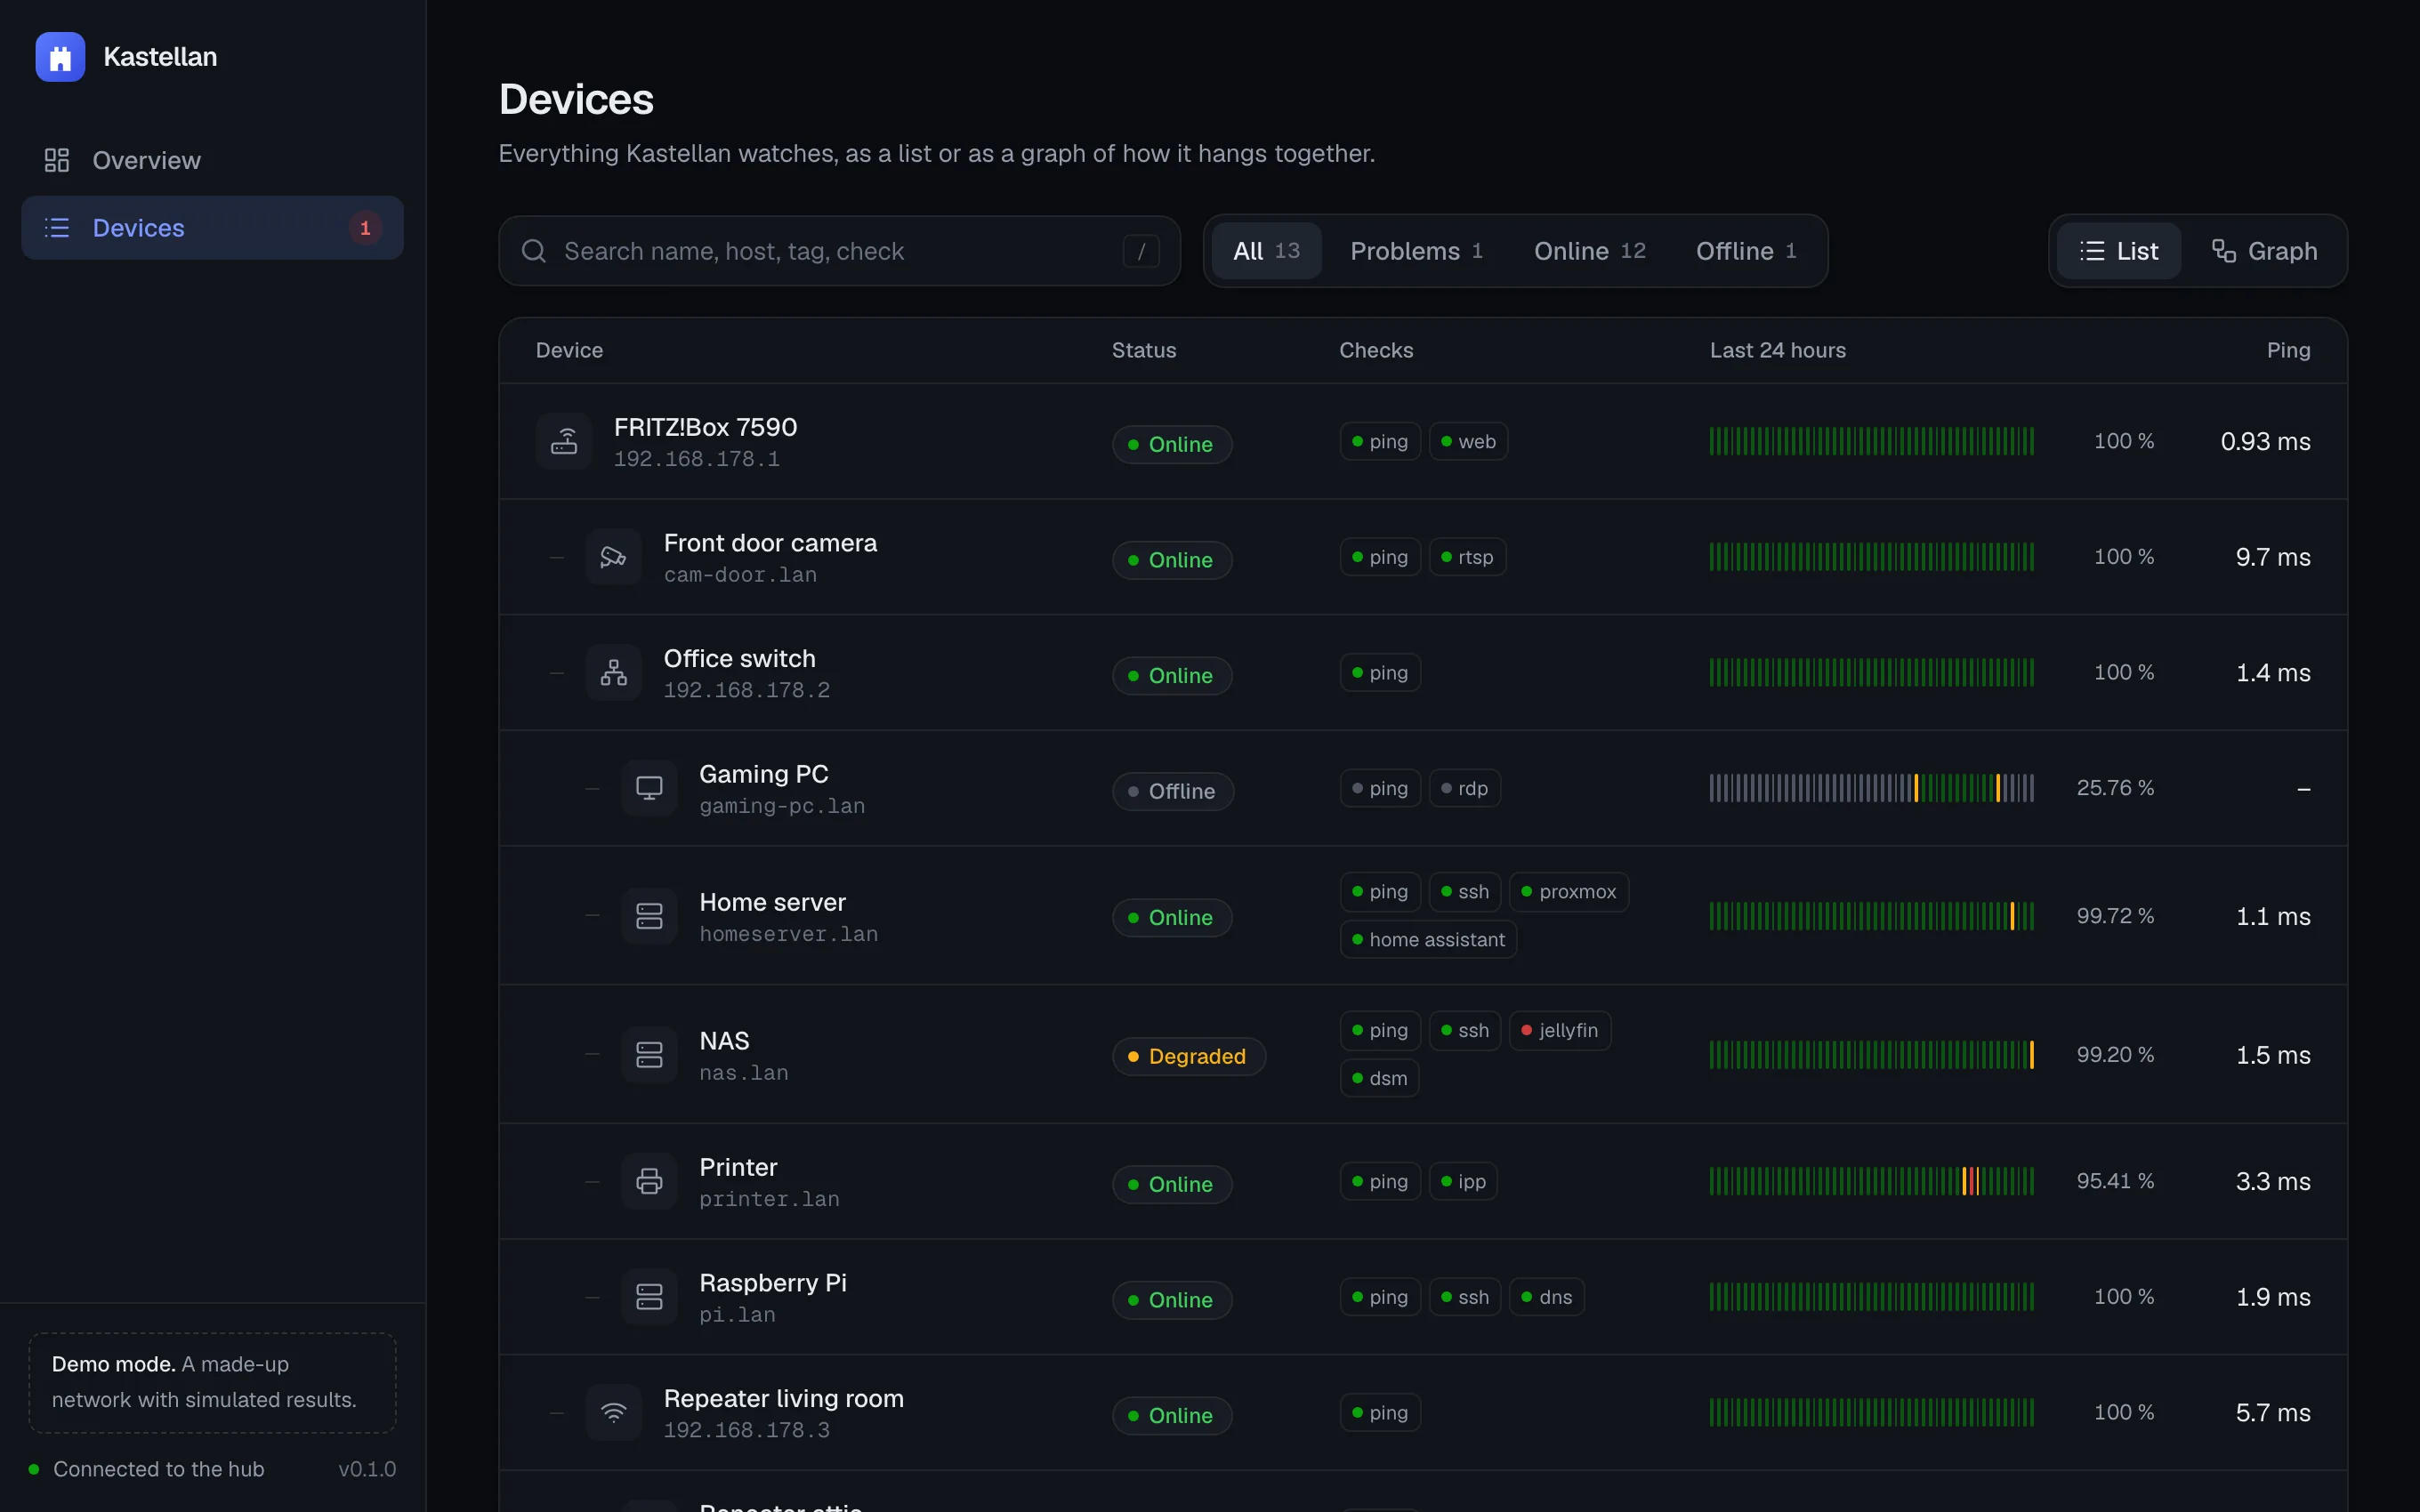 Kastellan
Overview
Devices 1
Demo mode. A made-up
network with simulated results.
Connected to the hub v0.1.0
Devices
Everything Kastellan watches, as a list or as a graph of how it hangs together.
Search name, host, tag, check /
All 13 Problems 1 Online 12 Offline 1
List Graph
Device Status Checks Last 24 hours Ping
FRITZ!Box 7590
192.168.178.1
Online ping web 100 % 0.93 ms
Front door camera
cam-door.lan
Online ping rtsp 100 % 9.7 ms
Office switch
192.168.178.2
Online ping 100 % 1.4 ms
Gaming PC
gaming-pc.lan
Offline ping rdp 25.76 % –
Home server
homeserver.lan
Online ping ssh proxmox
home assistant
99.72 % 1.1 ms
NAS
nas.lan
Degraded ping ssh jellyfin
dsm
99.20 % 1.5 ms
Printer
printer.lan
Online ping ipp 95.41 % 3.3 ms
Raspberry Pi
pi.lan
Online ping ssh dns 100 % 1.9 ms
Repeater living room
192.168.178.3
Online ping 100 % 5.7 ms